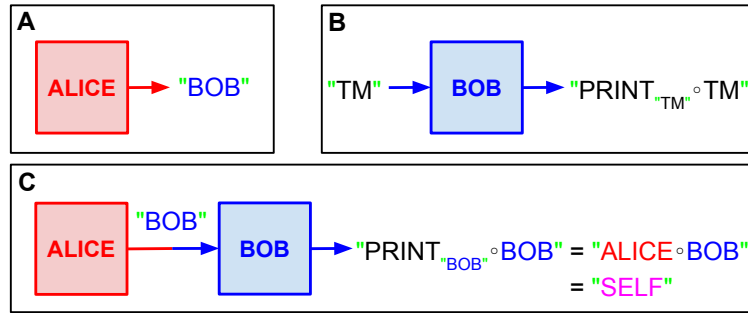 A
ALICE "BOB"
B
"TM" BOB "PRINT"TM"∘TM"
C
ALICE "BOB" BOB "PRINT"BOB"∘BOB" = "ALICE∘BOB"
= "SELF"